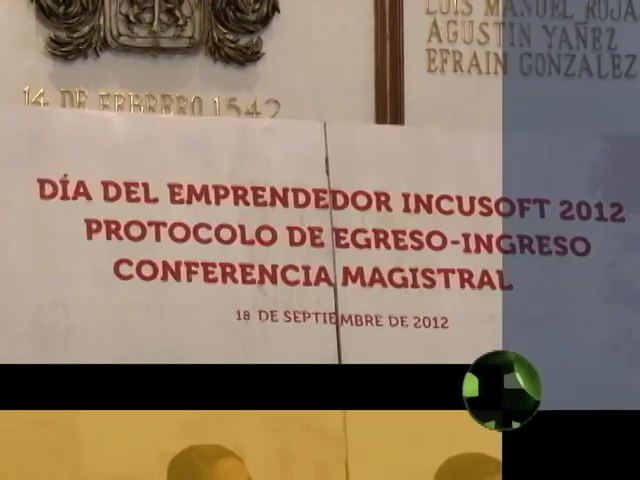 LUIS MANUEL ROJA
AGUSTIN YAÑEZ
EFRAIN GONZALEZ
14 DE FEBRERO 1542
DÍA DEL EMPRENDEDOR INCUSOFT 2012
PROTOCOLO DE EGRESO-INGRESO
CONFERENCIA MAGISTRAL
18 DE SEPTIEMBRE DE 2012